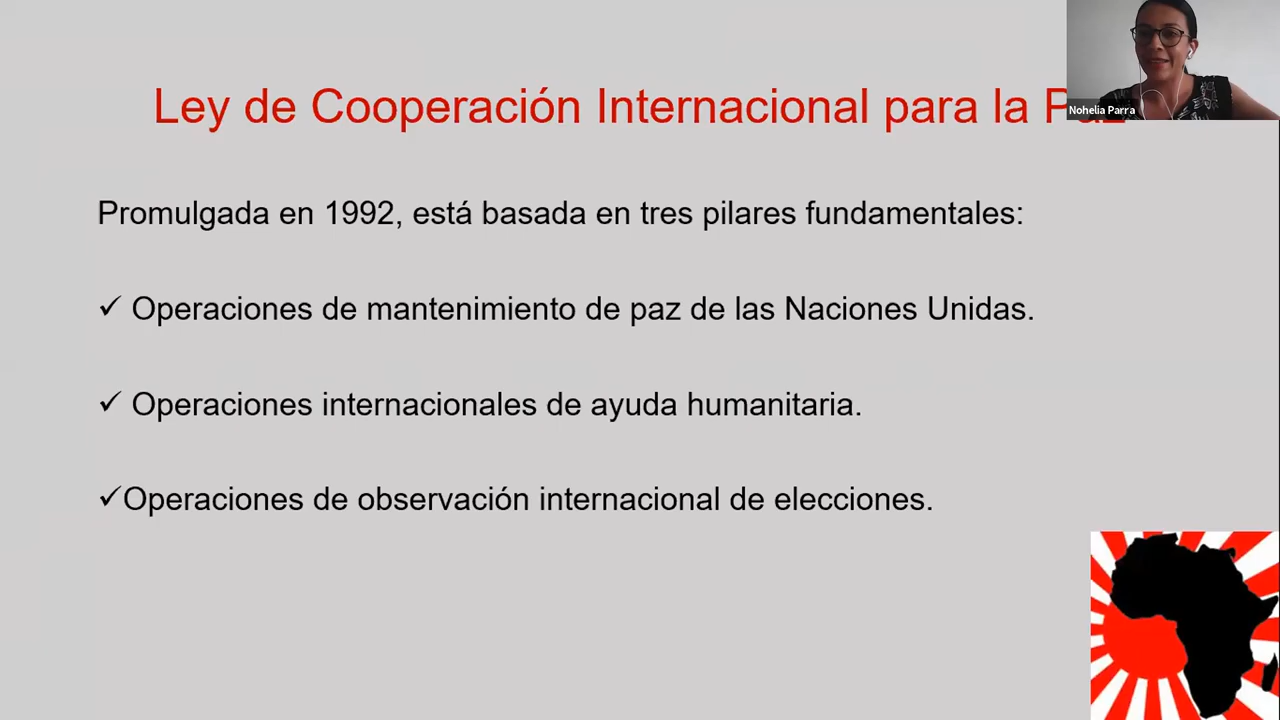 Ley de Cooperación Internacional para la Paz
Nohelia Parra
Promulgada en 1992, está basada en tres pilares fundamentales:
✓ Operaciones de mantenimiento de paz de las Naciones Unidas.
✓ Operaciones internacionales de ayuda humanitaria.
✓Operaciones de observación internacional de elecciones.